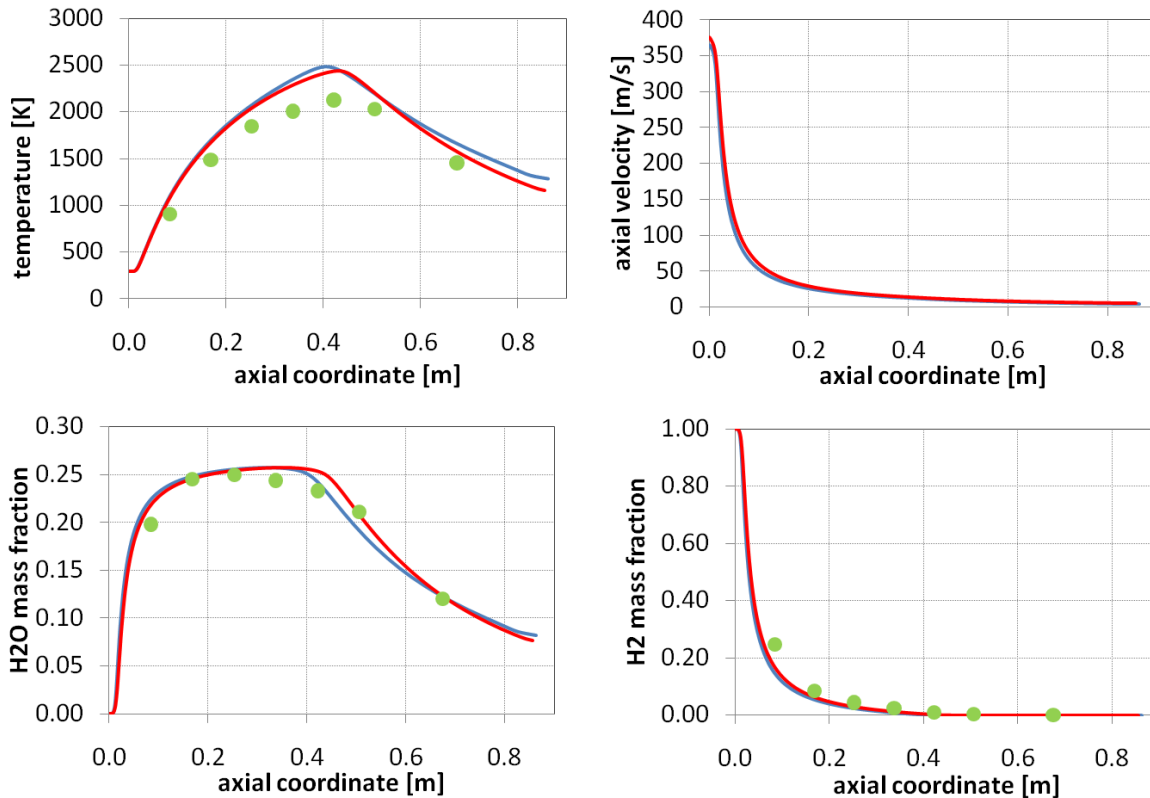 temperature [K]
3000
2500
2000
1500
1000
500
0
0.0 0.2 0.4 0.6 0.8
axial coordinate [m]
axial velocity [m/s]
400
350
300
250
200
150
100
50
0
0.0 0.2 0.4 0.6 0.8
axial coordinate [m]
H2O mass fraction
0.30
0.25
0.20
0.15
0.10
0.05
0.00
0.0 0.2 0.4 0.6 0.8
axial coordinate [m]
H2 mass fraction
1.00
0.80
0.60
0.40
0.20
0.00
0.0 0.2 0.4 0.6 0.8
axial coordinate [m]